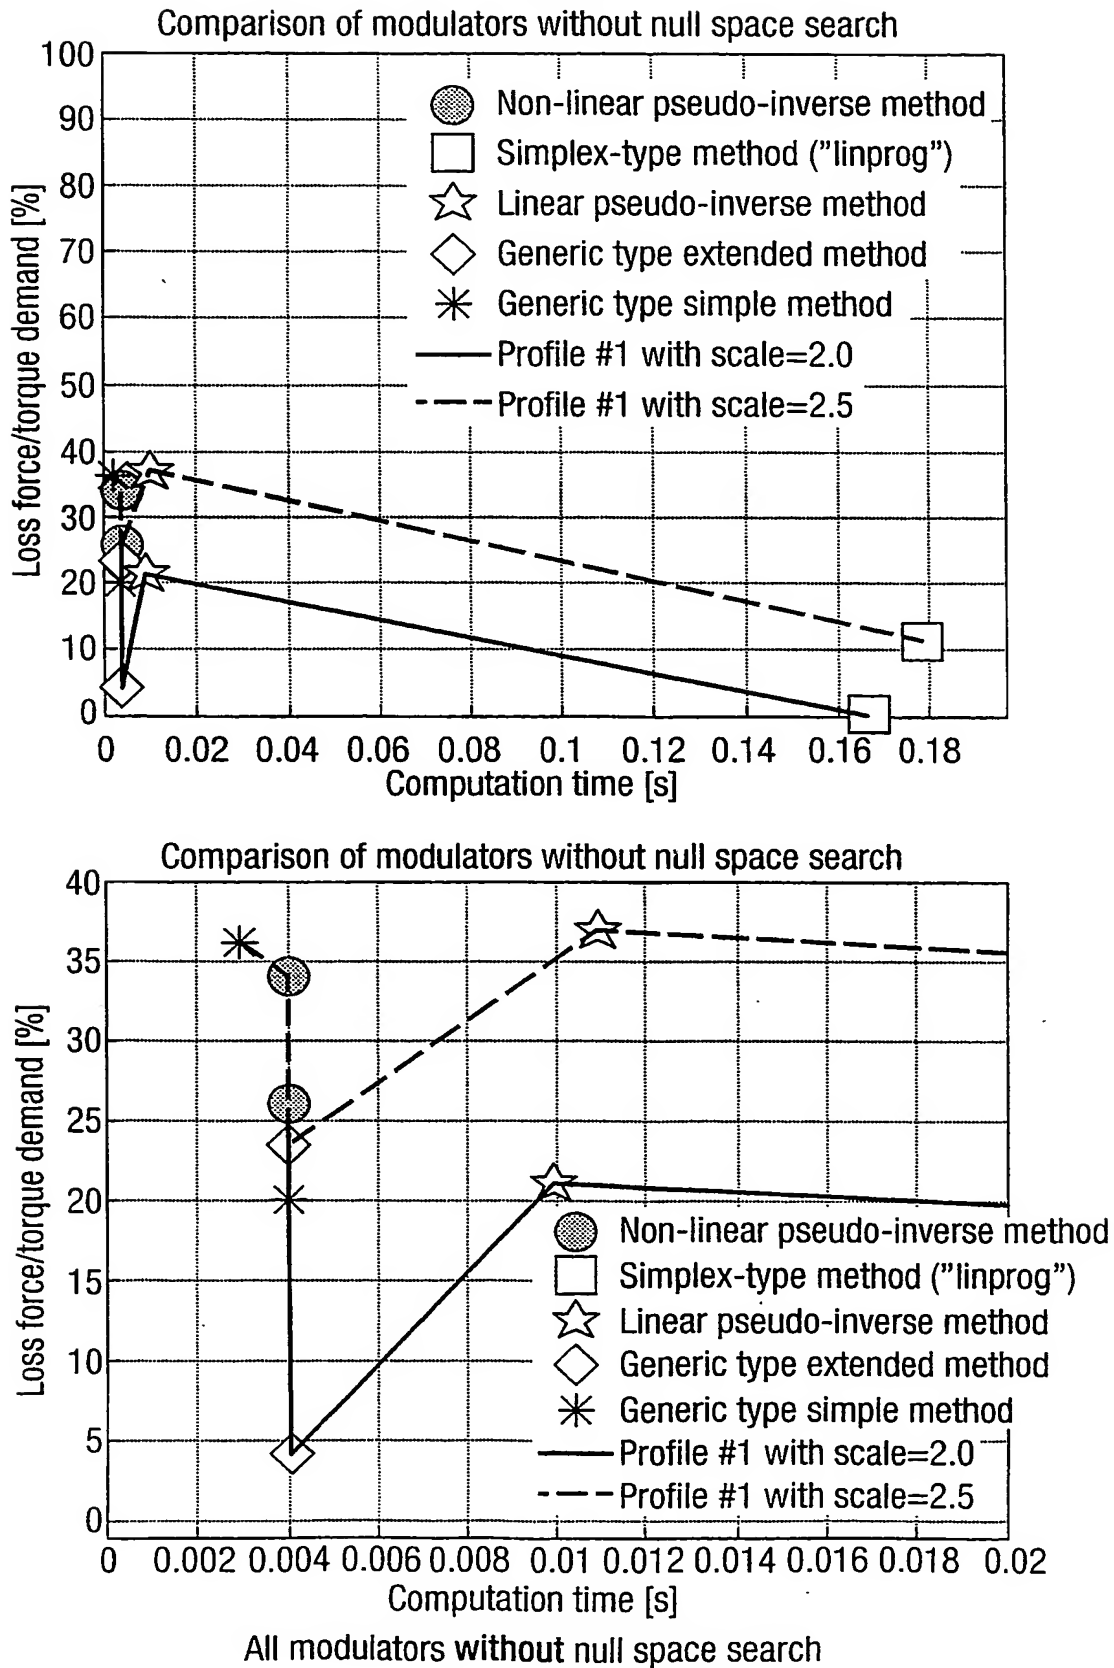 Comparison of modulators without null space search
100
90
80
70
60
50
40
30
20
10
0
Loss force/torque demand [%]
Non-linear pseudo-inverse method
Simplex-type method ("linprog")
Linear pseudo-inverse method
Generic type extended method
Generic type simple method
Profile #1 with scale=2.0
Profile #1 with scale=2.5
0 0.02 0.04 0.06 0.08 0.1 0.12 0.14 0.16 0.18
Computation time [s]
Comparison of modulators without null space search
40
35
30
25
20
15
10
5
0
Loss force/torque demand [%]
Non-linear pseudo-inverse method
Simplex-type method ("linprog")
Linear pseudo-inverse method
Generic type extended method
Generic type simple method
Profile #1 with scale=2.0
Profile #1 with scale=2.5
0 0.002 0.004 0.006 0.008 0.01 0.012 0.014 0.016 0.018 0.02
Computation time [s]
All modulators without null space search